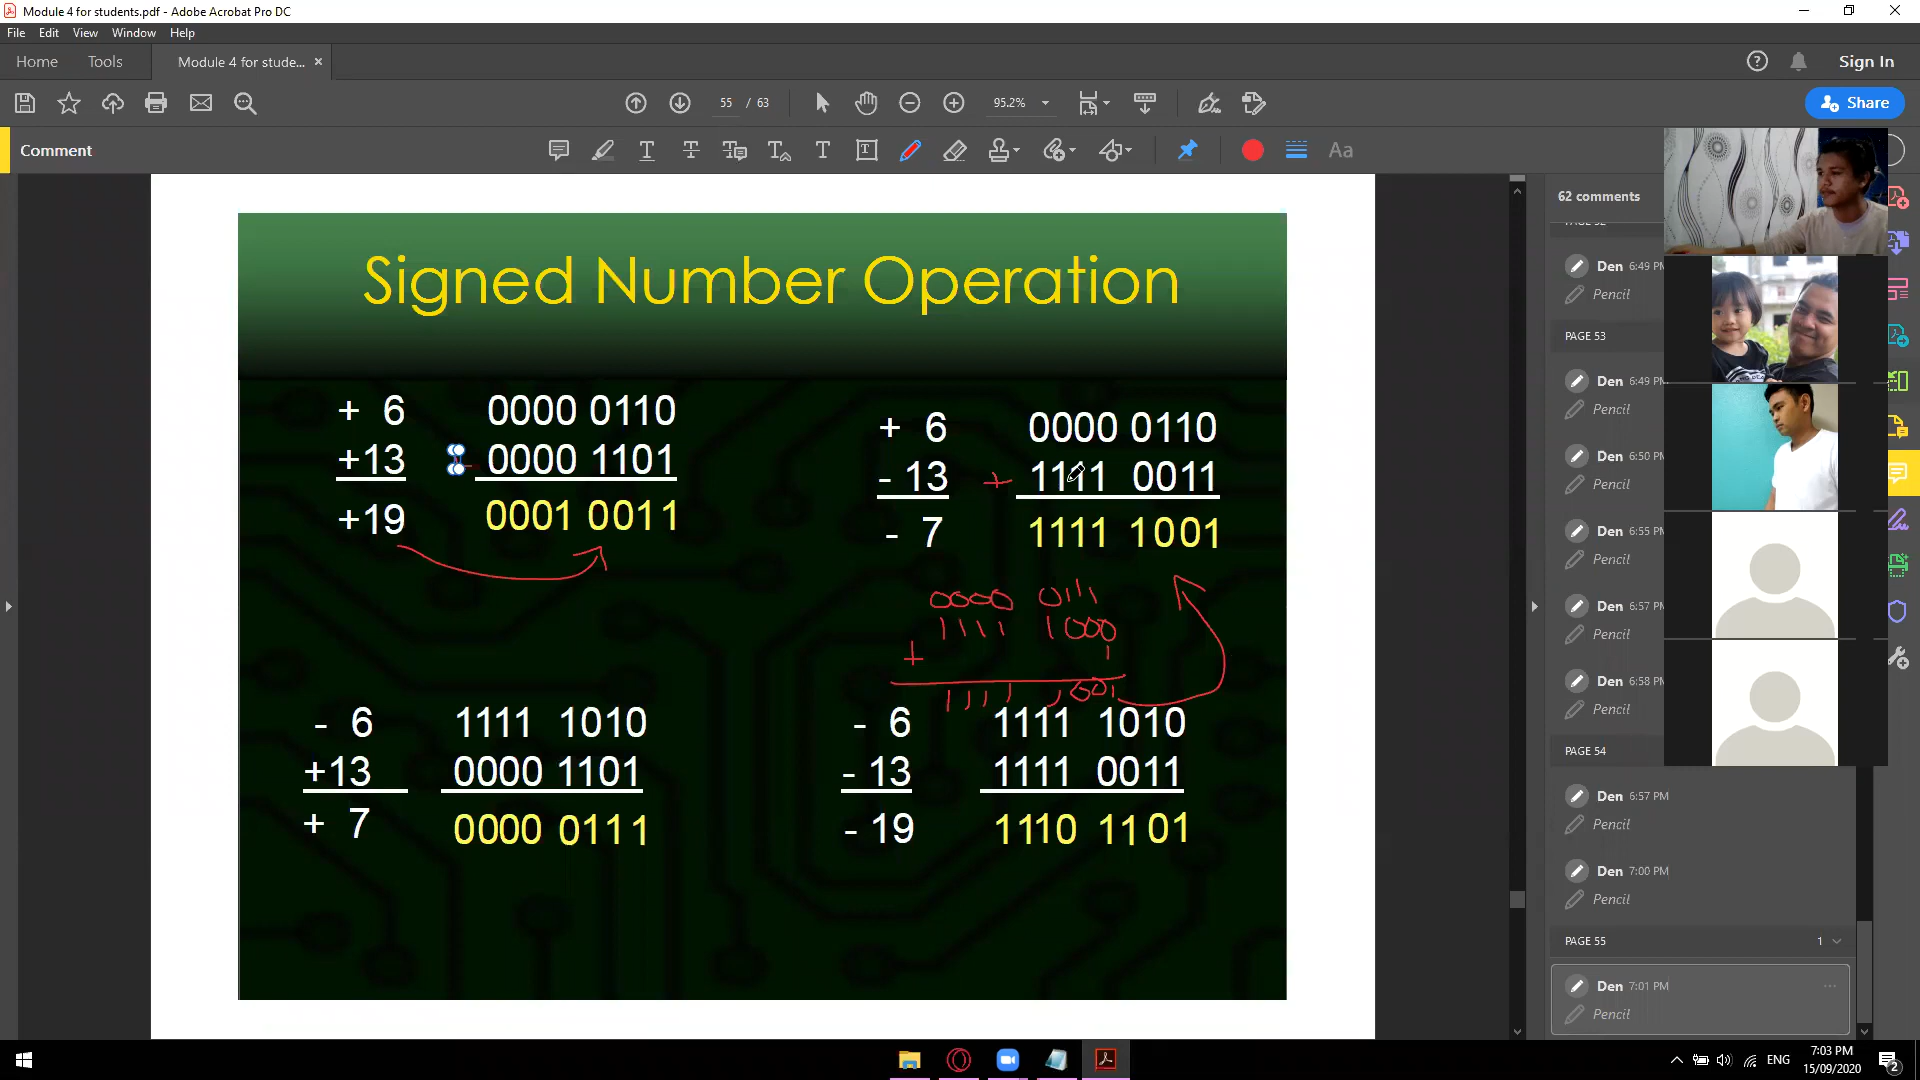 Module 4 for students.pdf - Adobe Acrobat Pro DC
File Edit View Window Help
Home Tools Module 4 for stude... × Sign In
55 / 63 95.2% Share
Comment Aa
Signed Number Operation
+ 6 0000 0110
+13 0000 1101
+19 0001 0011
+ 6 0000 0110
- 13 + 1111 0011
- 7 1111 1001
0000 0111
1111 1000
+ 1
1111 1001
- 6 1111 1010
+13 0000 1101
+ 7 0000 0111
- 6 1111 1010
- 13 1111 0011
- 19 1110 1101
62 comments
Den 6:49 PM
Pencil
PAGE 53
Den 6:49 PM
Pencil
Den 6:50 PM
Pencil
Den 6:55 PM
Pencil
Den 6:57 PM
Pencil
Den 6:58 PM
Pencil
PAGE 54
Den 6:57 PM
Pencil
Den 7:00 PM
Pencil
PAGE 55 1
Den 7:01 PM ...
Pencil
ENG 7:03 PM
15/09/2020 2